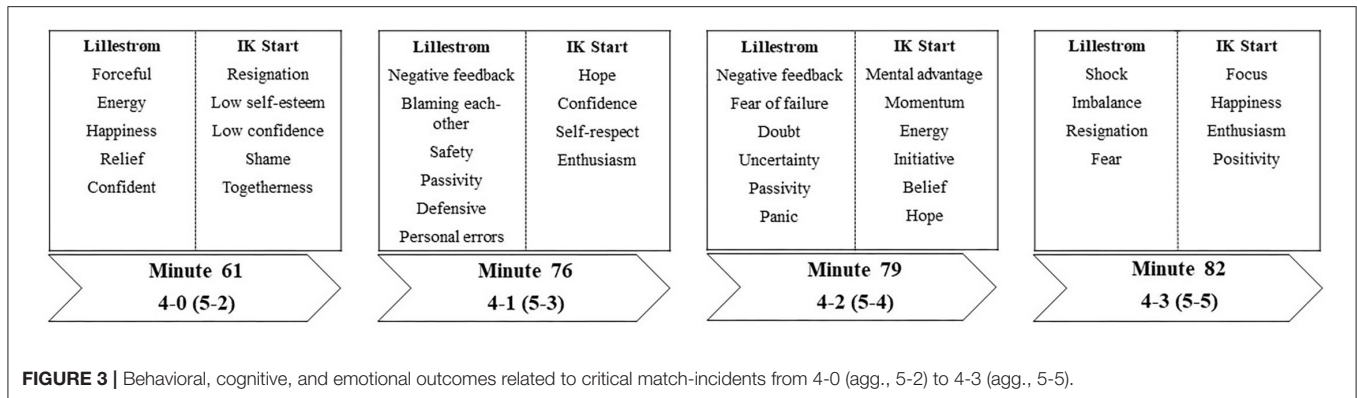 Lillestrøm
Forceful
Energy
Happiness
Relief
Confident
IK Start
Resignation
Low self-esteem
Low confidence
Shame
Togetherness
Minute 61
4-0 (5-2)
Lillestrøm
Negative feedback
Blaming each-
other
Safety
Passivity
Defensive
Personal errors
IK Start
Hope
Confidence
Self-respect
Enthusiasm
Minute 76
4-1 (5-3)
Lillestrøm
Negative feedback
Fear of failure
Doubt
Uncertainty
Passivity
Panic
IK Start
Mental advantage
Momentum
Energy
Initiative
Belief
Hope
Minute 79
4-2 (5-4)
Lillestrøm
Shock
Imbalance
Resignation
Fear
IK Start
Focus
Happiness
Enthusiasm
Positivity
Minute 82
4-3 (5-5)
FIGURE 3 | Behavioral, cognitive, and emotional outcomes related to critical match-incidents from 4-0 (agg., 5-2) to 4-3 (agg., 5-5).